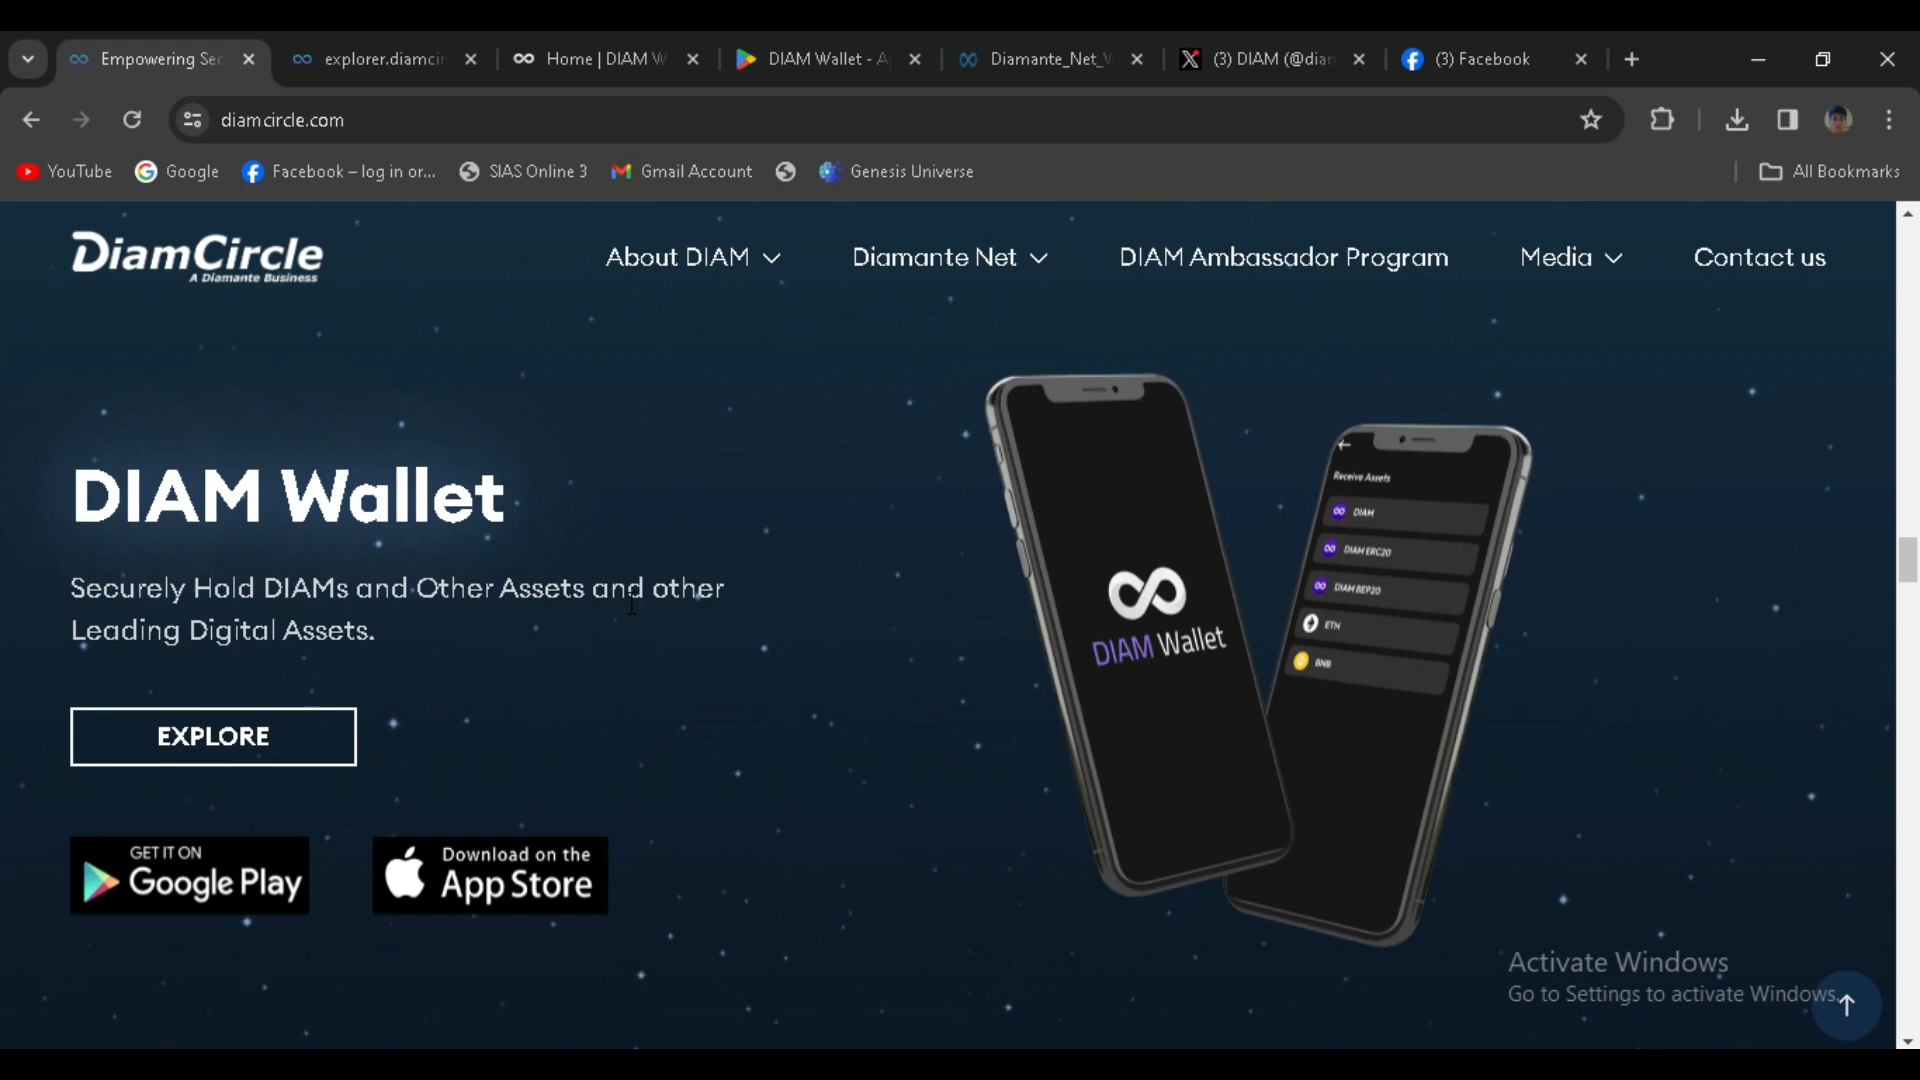 Empowering Sec
explorer.diamcir
Home | DIAM W
DIAM Wallet - A
Diamante_Net_W
(3) DIAM (@dian
(3) Facebook
diamcircle.com
YouTube
Google
Facebook – log in or...
SIAS Online 3
Gmail Account
Genesis Universe
All Bookmarks
DiamCircle
A Diamante Business
About DIAM
Diamante Net
DIAM Ambassador Program
Media
Contact us
DIAM Wallet
Securely Hold DIAMs and Other Assets and other
Leading Digital Assets.
EXPLORE
GET IT ON
Google Play
Download on the
App Store
DIAM Wallet
Receive Assets
DIAM
DIAM ERC20
DIAM BEP20
ETH
BNB
Activate Windows
Go to Settings to activate Windows.